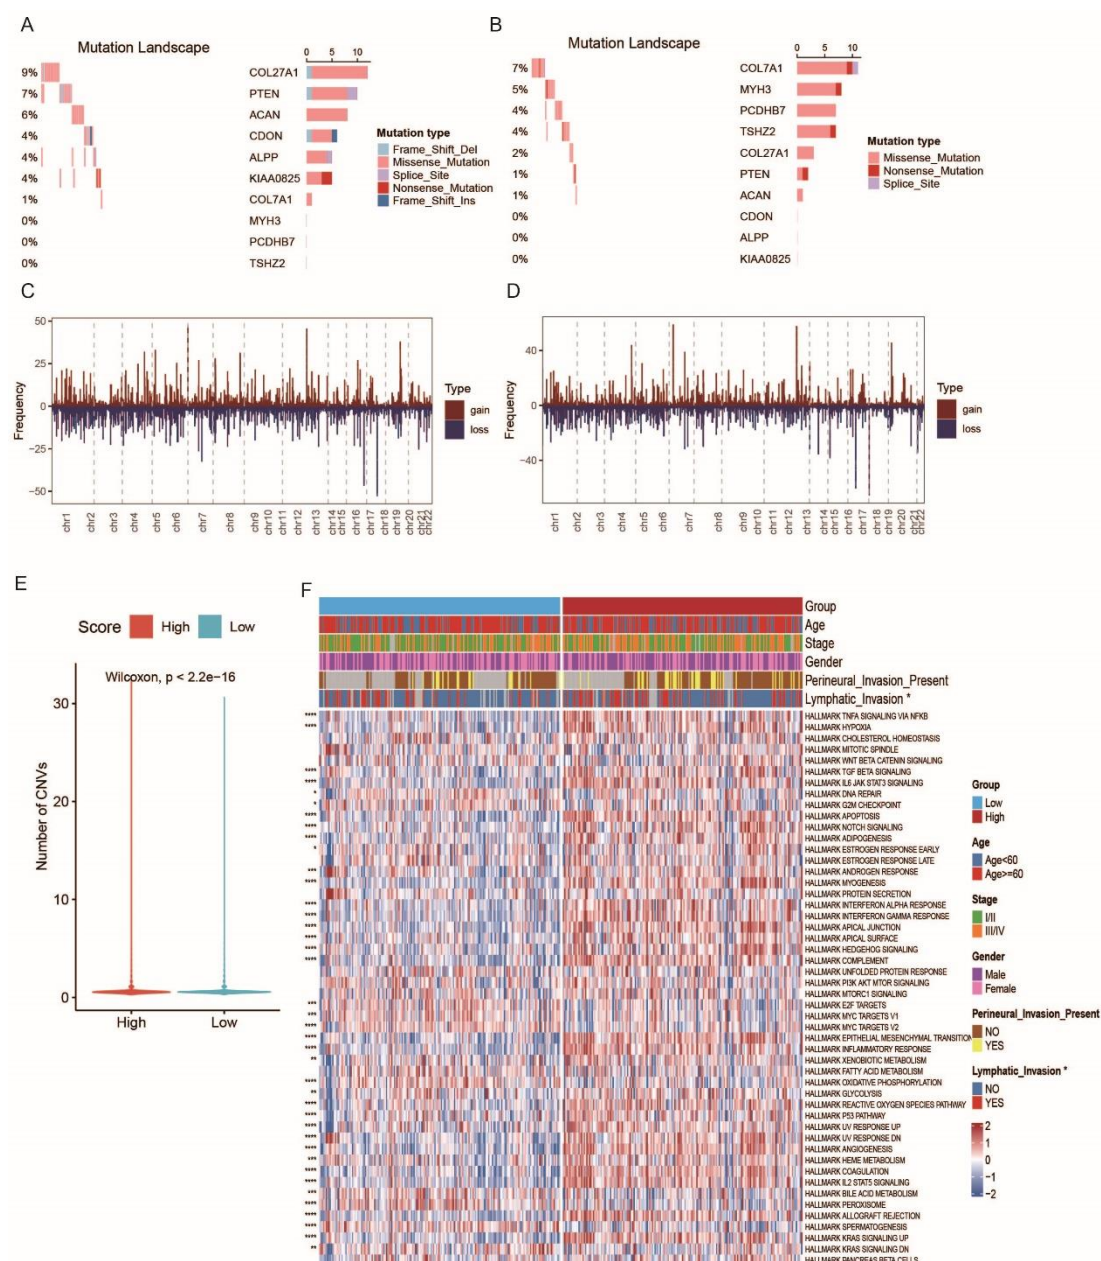 A
Mutation Landscape
0 5 10
9% COL27A1
7% PTEN
6% ACAN
4% CDON
4% ALPP
4% KIAA0825
1% COL7A1
0% MYH3
0% PCDHB7
0% TSHZ2
Mutation type
Frame_Shift_Del
Missense_Mutation
Splice_Site
Nonsense_Mutation
Frame_Shift_Ins
B
Mutation Landscape
0 5 10
7% COL7A1
5% MYH3
4% PCDHB7
4% TSHZ2
2% COL27A1
1% PTEN
1% ACAN
0% CDON
0% ALPP
0% KIAA0825
Mutation type
Missense_Mutation
Nonsense_Mutation
Splice_Site
C
Frequency
50
25
0
−25
−50
chr1 chr2 chr3 chr4 chr5 chr6 chr7 chr8 chr9 chr10 chr11 chr12 chr13 chr14 chr15 chr16 chr17 chr18 chr19 chr20 chr21 chr22
Type
gain
loss
D
Frequency
40
0
−40
chr1 chr2 chr3 chr4 chr5 chr6 chr7 chr8 chr9 chr10 chr11 chr12 chr13 chr14 chr15 chr16 chr17 chr18 chr19 chr20 chr21 chr22
Type
gain
loss
E
Score High Low
Wilcoxon, p < 2.2e−16
Number of CNVs
30
20
10
0
High Low
F
Group
Age
Stage
Gender
Perineural_Invasion_Present
Lymphatic_Invasion *
**** HALLMARK TNFA SIGNALING VIA NFKB
**** HALLMARK HYPOXIA
HALLMARK CHOLESTEROL HOMEOSTASIS
HALLMARK MITOTIC SPINDLE
HALLMARK WNT BETA CATENIN SIGNALING
**** HALLMARK TGF BETA SIGNALING
**** HALLMARK IL6 JAK STAT3 SIGNALING
* HALLMARK DNA REPAIR
* HALLMARK G2M CHECKPOINT
**** HALLMARK APOPTOSIS
**** HALLMARK NOTCH SIGNALING
**** HALLMARK ADIPOGENESIS
* HALLMARK ESTROGEN RESPONSE EARLY
HALLMARK ESTROGEN RESPONSE LATE
*** HALLMARK ANDROGEN RESPONSE
**** HALLMARK MYOGENESIS
HALLMARK PROTEIN SECRETION
**** HALLMARK INTERFERON ALPHA RESPONSE
**** HALLMARK INTERFERON GAMMA RESPONSE
**** HALLMARK APICAL JUNCTION
**** HALLMARK APICAL SURFACE
**** HALLMARK HEDGEHOG SIGNALING
**** HALLMARK COMPLEMENT
HALLMARK UNFOLDED PROTEIN RESPONSE
HALLMARK PI3K AKT MTOR SIGNALING
HALLMARK MTORC1 SIGNALING
*** HALLMARK E2F TARGETS
*** HALLMARK MYC TARGETS V1
**** HALLMARK MYC TARGETS V2
**** HALLMARK EPITHELIAL MESENCHYMAL TRANSITION
**** HALLMARK INFLAMMATORY RESPONSE
** HALLMARK XENOBIOTIC METABOLISM
HALLMARK FATTY ACID METABOLISM
**** HALLMARK OXIDATIVE PHOSPHORYLATION
** HALLMARK GLYCOLYSIS
**** HALLMARK REACTIVE OXYGEN SPECIES PATHWAY
**** HALLMARK P53 PATHWAY
**** HALLMARK UV RESPONSE UP
**** HALLMARK UV RESPONSE DN
**** HALLMARK ANGIOGENESIS
*** HALLMARK HEME METABOLISM
**** HALLMARK COAGULATION
**** HALLMARK IL2 STAT5 SIGNALING
*** HALLMARK BILE ACID METABOLISM
**** HALLMARK PEROXISOME
**** HALLMARK ALLOGRAFT REJECTION
**** HALLMARK SPERMATOGENESIS
**** HALLMARK KRAS SIGNALING UP
** HALLMARK KRAS SIGNALING DN
HALLMARK PANCREAS BETA CELLS
Group
Low
High
Age
Age<60
Age>=60
Stage
I/II
III/IV
Gender
Male
Female
Perineural_Invasion_Present
NO
YES
Lymphatic_Invasion *
NO
YES
2
1
0
−1
−2